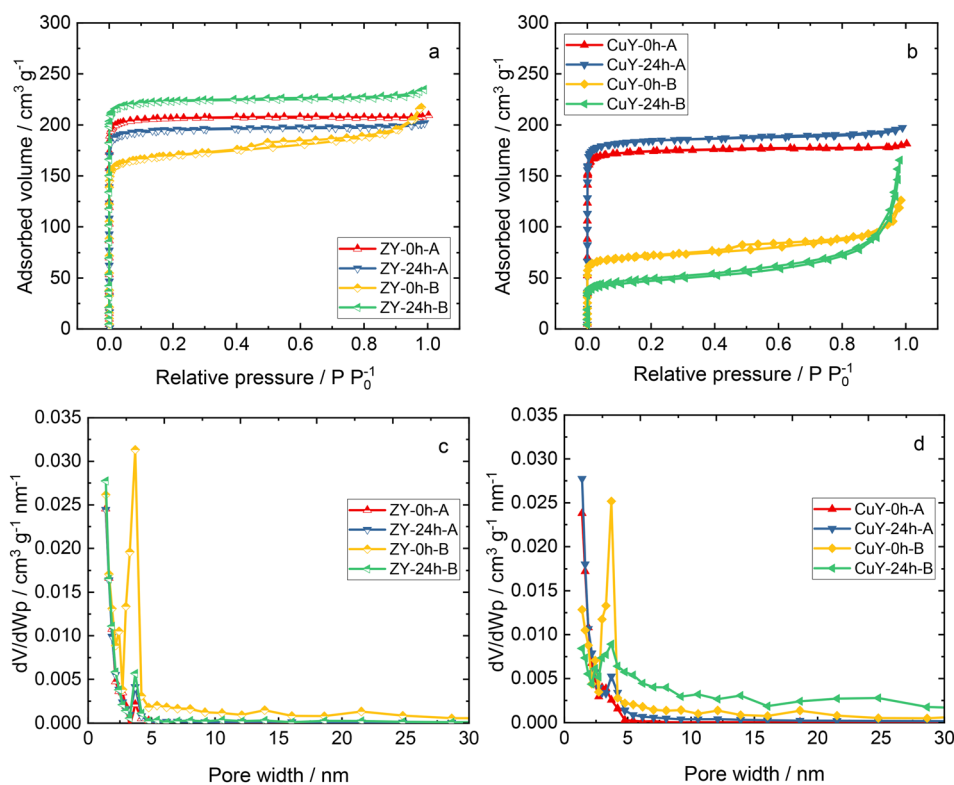 300
250
200
150
100
50
0
Adsorbed volume / cm³ g⁻¹
a
ZY-0h-A
ZY-24h-A
ZY-0h-B
ZY-24h-B
0.0 0.2 0.4 0.6 0.8 1.0
Relative pressure / P P₀⁻¹
300
250
200
150
100
50
0
Adsorbed volume / cm³ g⁻¹
b
CuY-0h-A
CuY-24h-A
CuY-0h-B
CuY-24h-B
0.0 0.2 0.4 0.6 0.8 1.0
Relative pressure / P P₀⁻¹
0.035
0.030
0.025
0.020
0.015
0.010
0.005
0.000
dV/dWp / cm³ g⁻¹ nm⁻¹
c
ZY-0h-A
ZY-24h-A
ZY-0h-B
ZY-24h-B
0 5 10 15 20 25 30
Pore width / nm
0.035
0.030
0.025
0.020
0.015
0.010
0.005
0.000
dV/dWp / cm³ g⁻¹ nm⁻¹
d
CuY-0h-A
CuY-24h-A
CuY-0h-B
CuY-24h-B
0 5 10 15 20 25 30
Pore width / nm